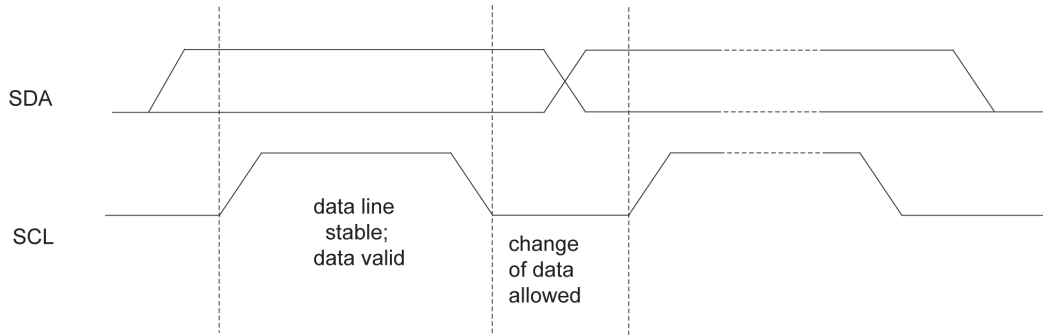 SDA
SCL
data line
stable;
data valid
change
of data
allowed